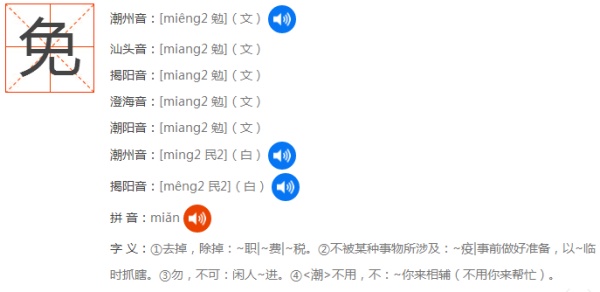 免
潮州音：[miêng2 勉]（文）
汕头音：[miang2 勉]（文）
揭阳音：[miang2 勉]（文）
澄海音：[miang2 勉]（文）
潮阳音：[miang2 勉]（文）
潮州音：[ming2 民2]（白）
揭阳音：[mêng2 民2]（白）
拼 音：miǎn
字 义：①去掉，除掉：~职|~费|~税。②不被某种事物所涉及：~疫|事前做好准备，以~临
时抓瞎。③勿，不可：闲人~进。④<潮>不用，不：~你来相辅（不用你来帮忙）。